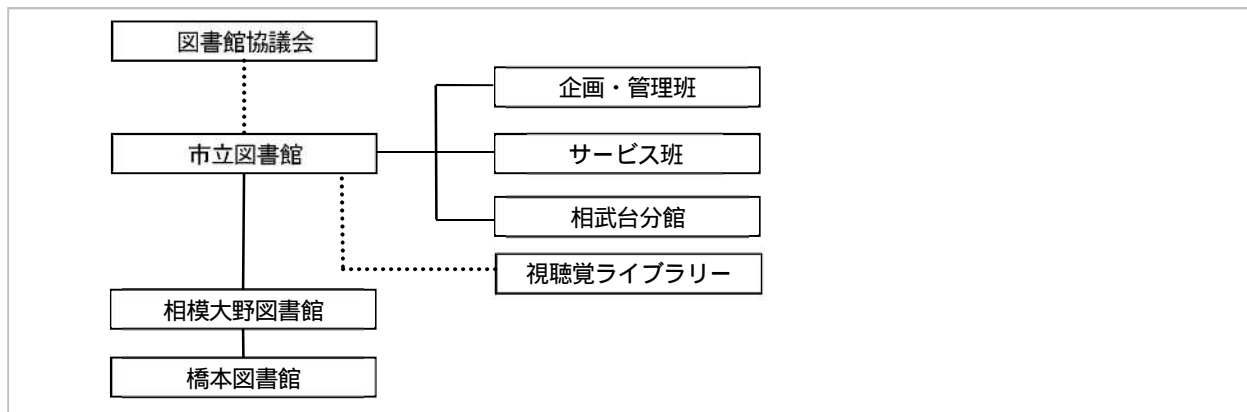 図書館協議会
企画・管理班
市立図書館
サービス班
相武台分館
視聴覚ライブラリー
相模大野図書館
橋本図書館